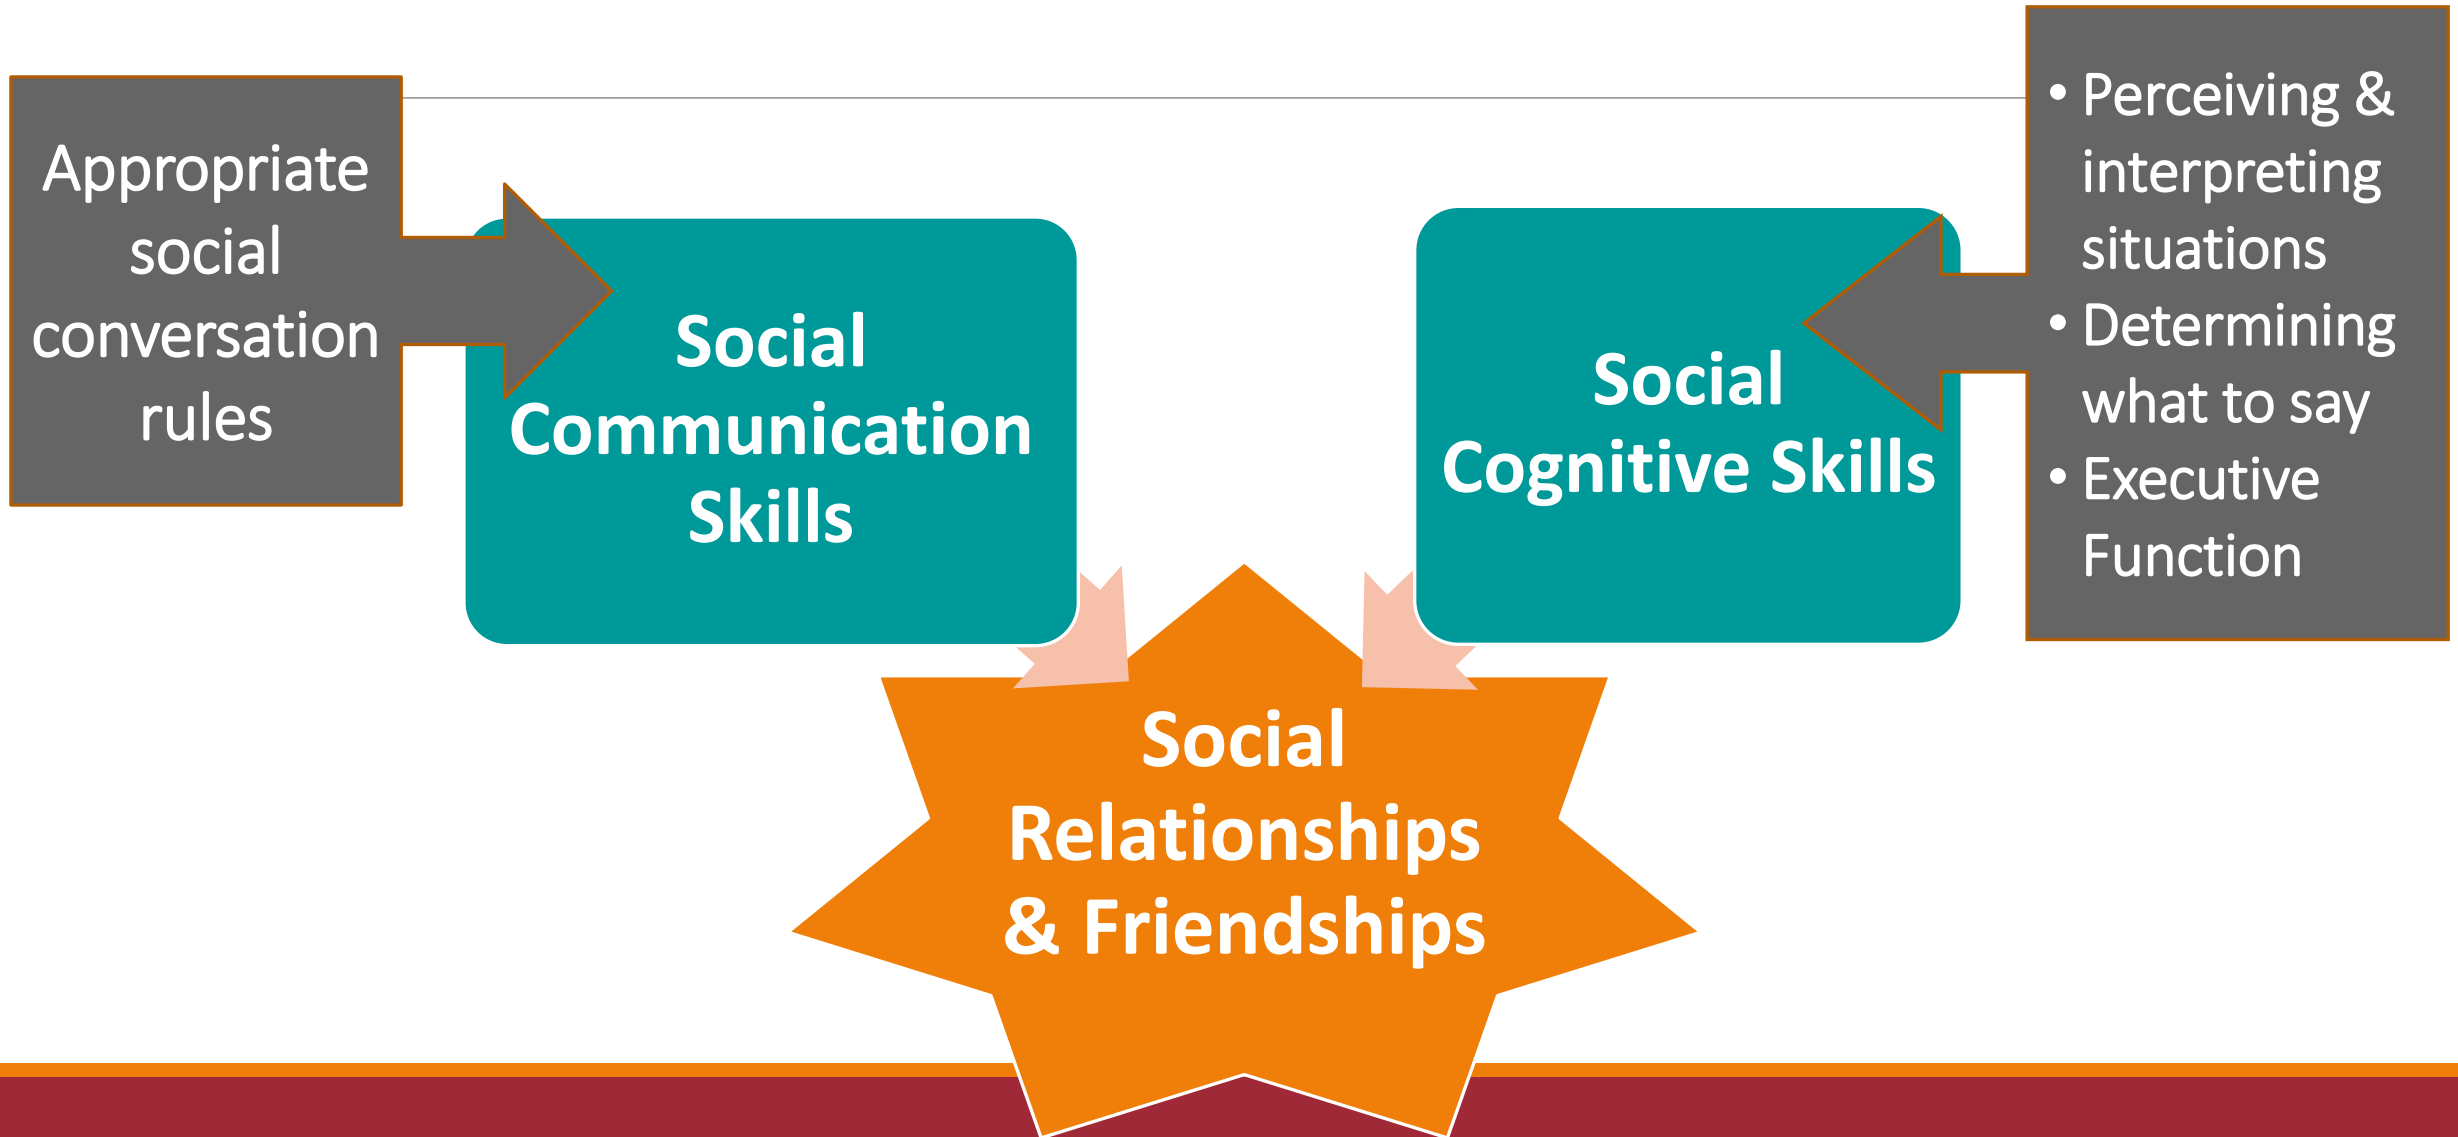 Appropriate
social
conversation
rules
Social
Communication
Skills
Social
Cognitive Skills
• Perceiving &
interpreting
situations
• Determining
what to say
• Executive
Function
Social
Relationships
& Friendships